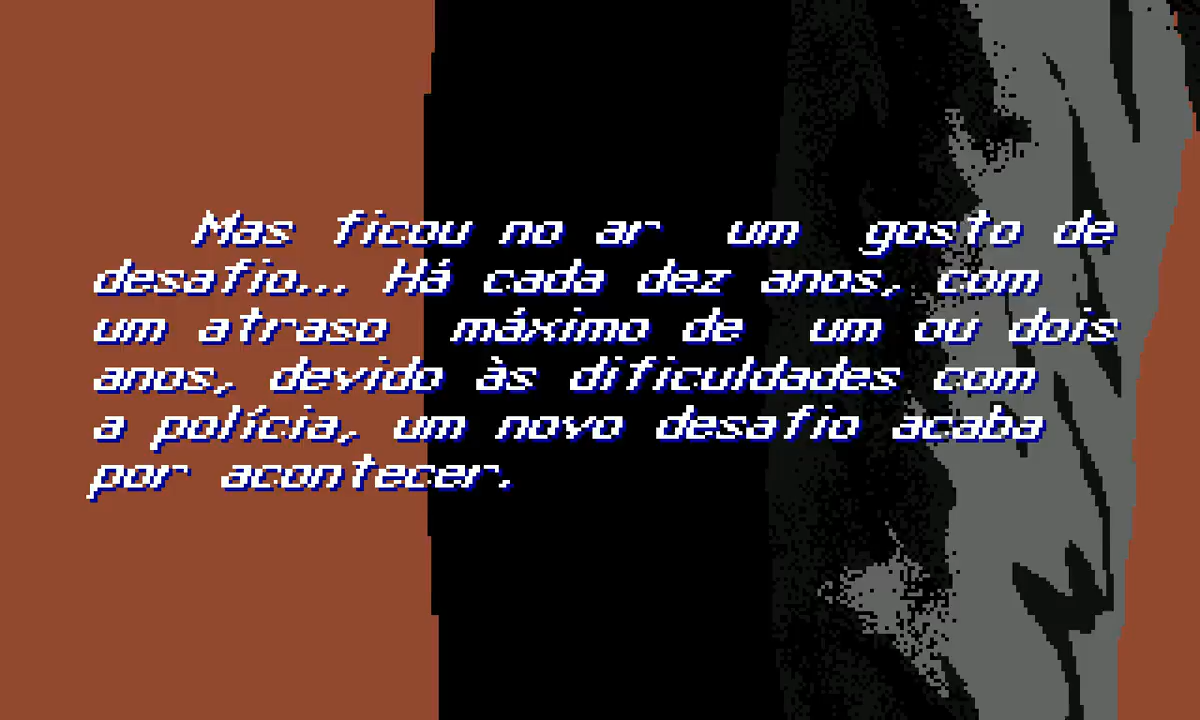 Mas ficou no ar um gosto de
desafio... Há cada dez anos, com
um atraso máximo de um ou dois
anos, devido às dificuldades com
a polícia, um novo desafio acaba
por acontecer.